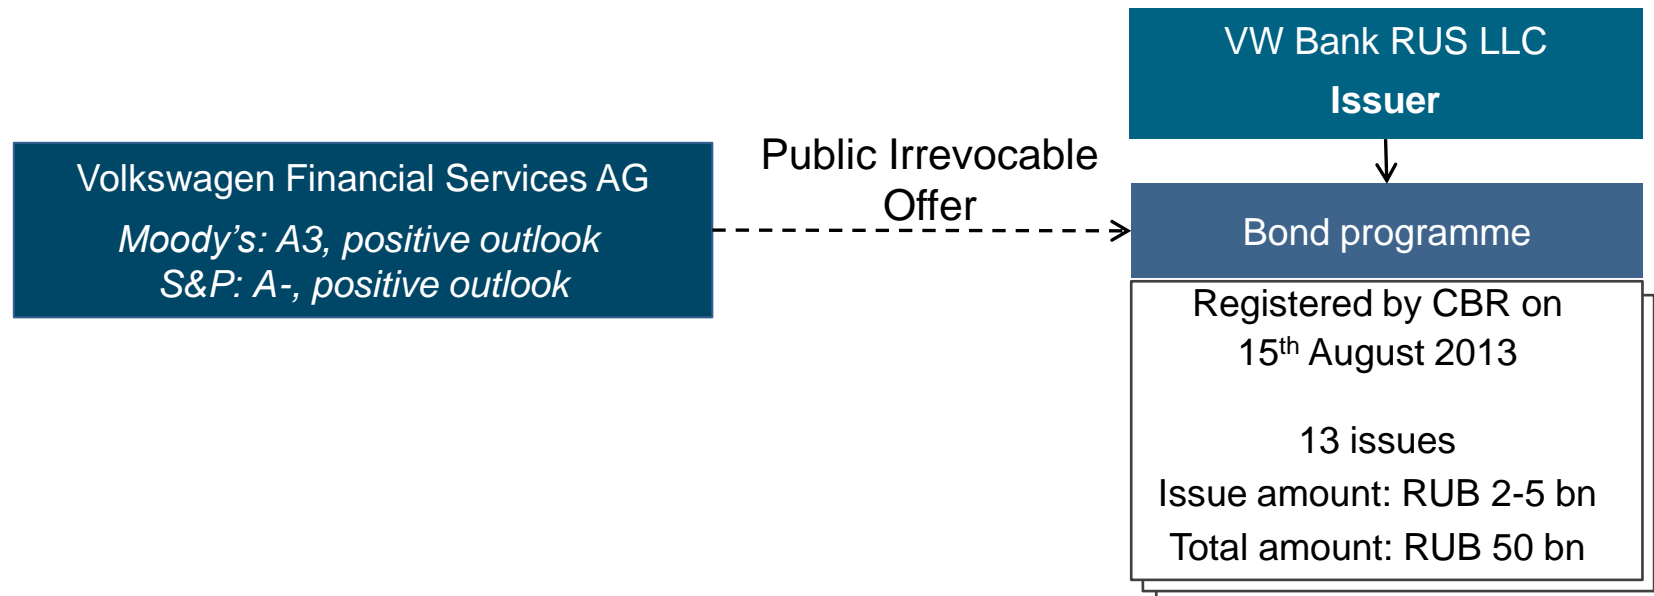 VW Bank RUS LLC
Issuer
Volkswagen Financial Services AG
Moody’s: A3, positive outlook
S&P: A-, positive outlook
Public Irrevocable
Offer
Bond programme
Registered by CBR on
15th August 2013
13 issues
Issue amount: RUB 2-5 bn
Total amount: RUB 50 bn